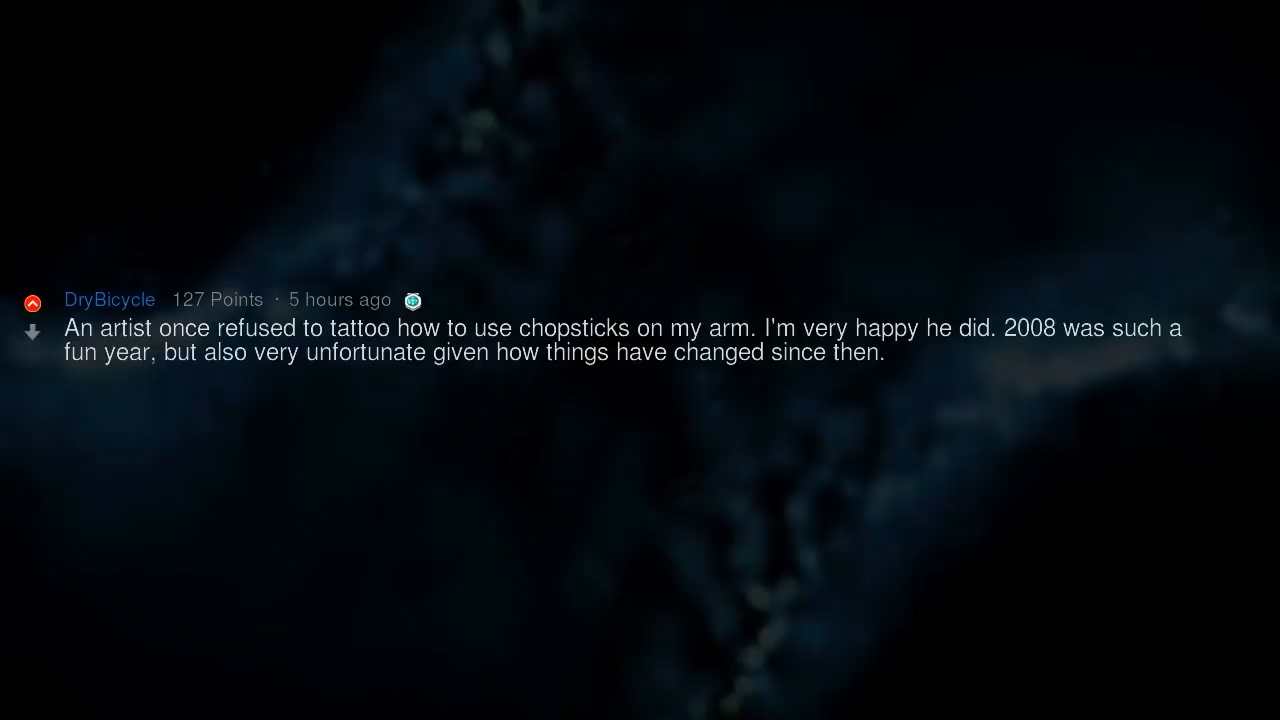 DryBicycle 127 Points · 5 hours ago
An artist once refused to tattoo how to use chopsticks on my arm. I'm very happy he did. 2008 was such a
fun year, but also very unfortunate given how things have changed since then.